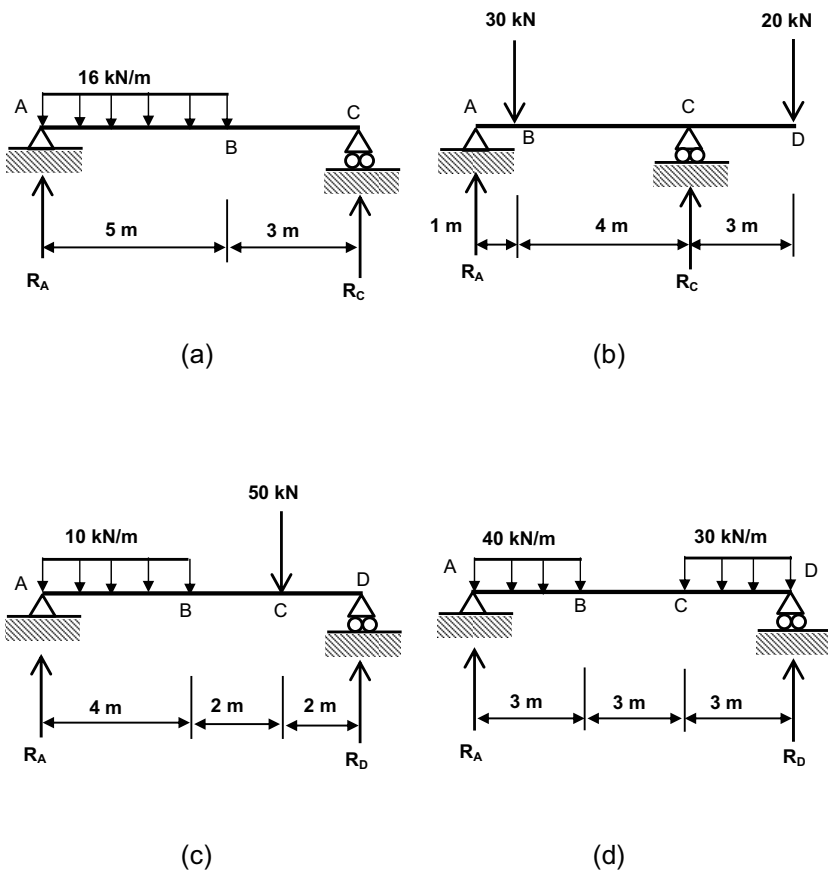 30 kN 20 kN
16 kN/m
A C A C
B B D
5 m 3 m 1 m 4 m 3 m
R_A R_C R_A R_C
(a) (b)
50 kN
10 kN/m 40 kN/m 30 kN/m
A D A D
B C B C
4 m 2 m 2 m 3 m 3 m 3 m
R_A R_D R_A R_D
(c) (d)